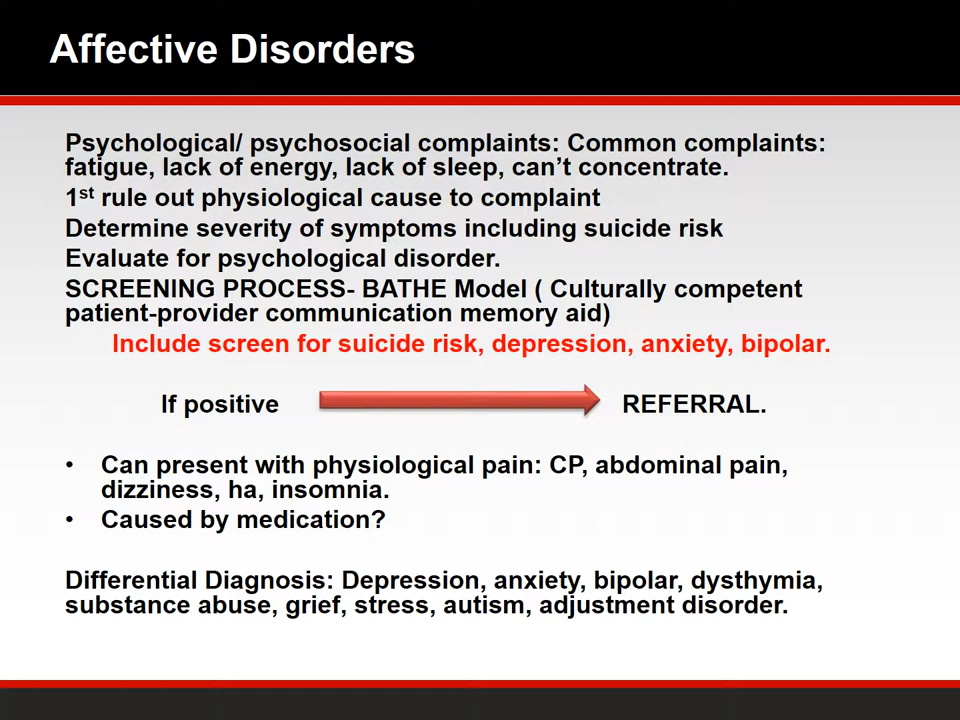 Affective Disorders
Psychological/ psychosocial complaints: Common complaints:
fatigue, lack of energy, lack of sleep, can’t concentrate.
1st rule out physiological cause to complaint
Determine severity of symptoms including suicide risk
Evaluate for psychological disorder.
SCREENING PROCESS- BATHE Model ( Culturally competent
patient-provider communication memory aid)
Include screen for suicide risk, depression, anxiety, bipolar.
If positive REFERRAL.
• Can present with physiological pain: CP, abdominal pain,
dizziness, ha, insomnia.
• Caused by medication?
Differential Diagnosis: Depression, anxiety, bipolar, dysthymia,
substance abuse, grief, stress, autism, adjustment disorder.